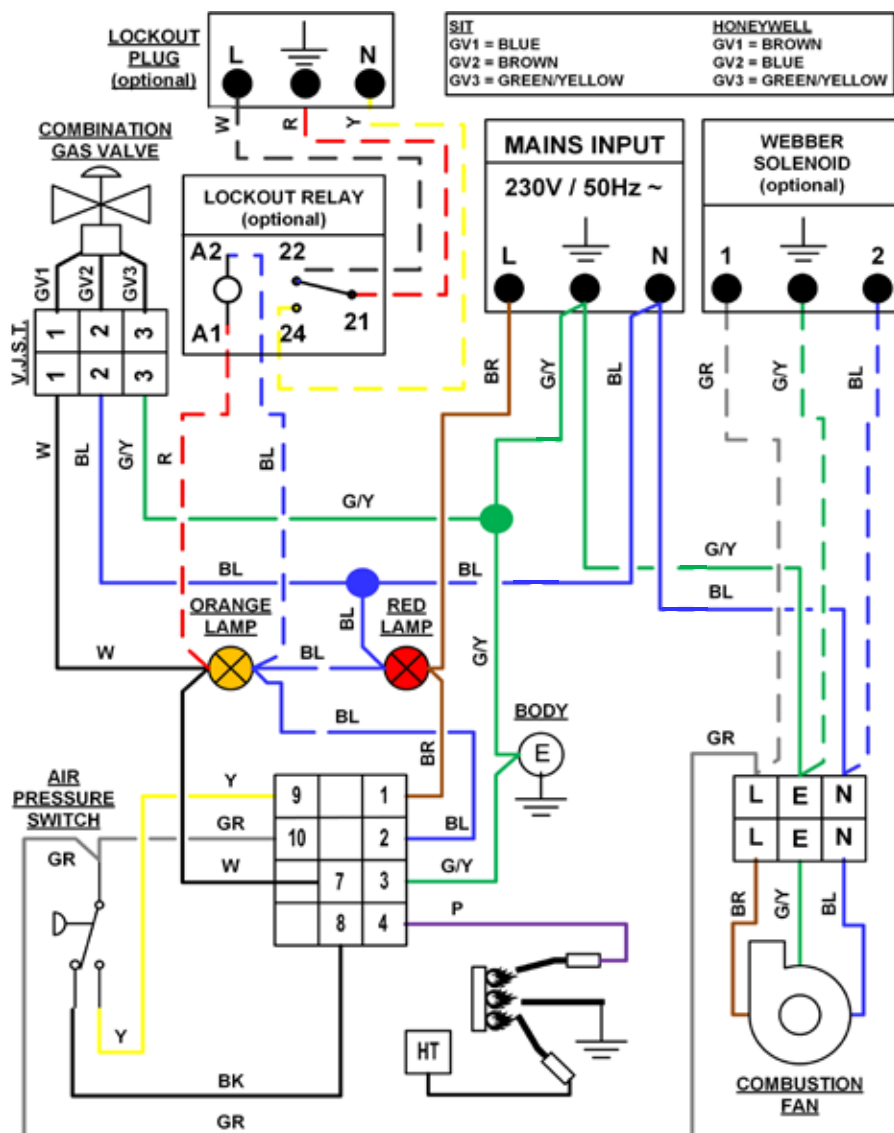 LOCKOUT
PLUG
(optional)
L
N
W
R
Y
SIT
GV1 = BLUE
GV2 = BROWN
GV3 = GREEN/YELLOW
HONEYWELL
GV1 = BROWN
GV2 = BLUE
GV3 = GREEN/YELLOW
COMBINATION
GAS VALVE
GV1
GV2
GV3
V.J.S.T.
1
2
3
1
2
3
LOCKOUT RELAY
(optional)
A2
22
A1
24
21
MAINS INPUT
230V / 50Hz ~
L
N
WEBBER
SOLENOID
(optional)
1
2
BR
G/Y
BL
GR
G/Y
BL
W
BL
G/Y
R
BL
G/Y
G/Y
BL
BL
BL
ORANGE
LAMP
BL
RED
LAMP
W
BL
G/Y
BL
BR
BODY
E
GR
AIR
PRESSURE
SWITCH
Y
GR
GR
W
9
1
10
2
7
3
8
4
BL
G/Y
P
L
E
N
L
E
N
BR
G/Y
BL
Y
HT
BK
GR
COMBUSTION
FAN